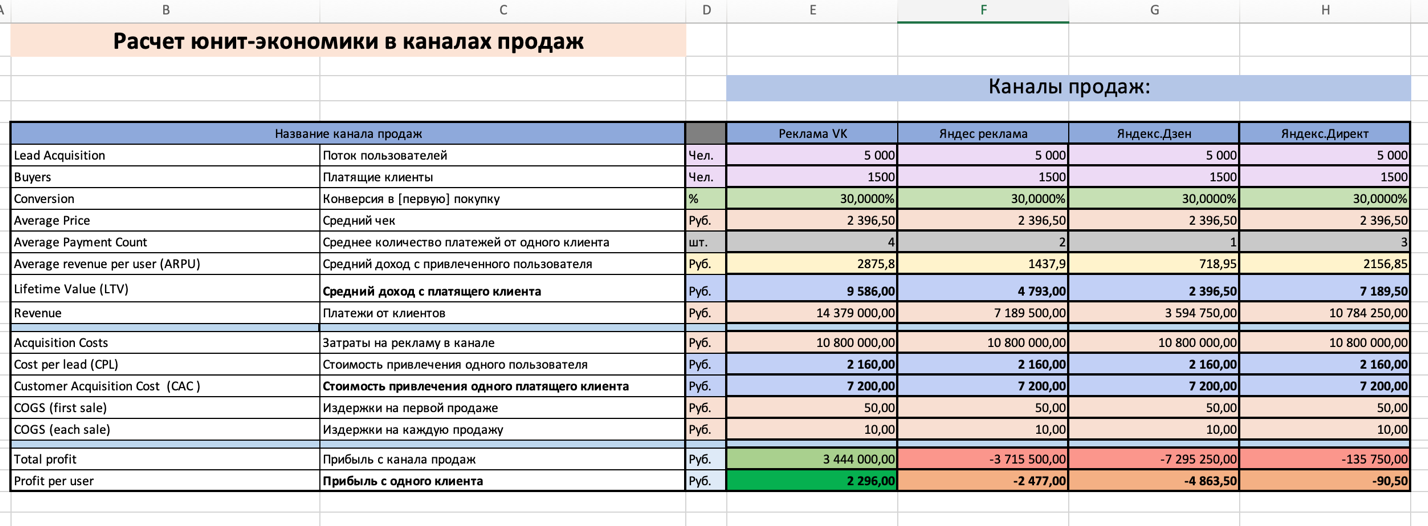 A B C D E F G H
Расчет юнит-экономики в каналах продаж
Каналы продаж:
Название канала продаж Реклама VK Яндес реклама Яндекс.Дзен Яндекс.Директ
Lead Acquisition Поток пользователей Чел. 5 000 5 000 5 000 5 000
Buyers Платящие клиенты Чел. 1500 1500 1500 1500
Conversion Конверсия в [первую] покупку % 30,0000% 30,0000% 30,0000% 30,0000%
Average Price Средний чек Руб. 2 396,50 2 396,50 2 396,50 2 396,50
Average Payment Count Среднее количество платежей от одного клиента шт. 4 2 1 3
Average revenue per user (ARPU) Средний доход с привлеченного пользователя Руб. 2875,8 1437,9 718,95 2156,85
Lifetime Value (LTV) Средний доход с платящего клиента Руб. 9 586,00 4 793,00 2 396,50 7 189,50
Revenue Платежи от клиентов Руб. 14 379 000,00 7 189 500,00 3 594 750,00 10 784 250,00
Acquisition Costs Затраты на рекламу в канале Руб. 10 800 000,00 10 800 000,00 10 800 000,00 10 800 000,00
Cost per lead (CPL) Стоимость привлечения одного пользователя Руб. 2 160,00 2 160,00 2 160,00 2 160,00
Customer Acquisition Cost (CAC ) Стоимость привлечения одного платящего клиента Руб. 7 200,00 7 200,00 7 200,00 7 200,00
COGS (first sale) Издержки на первой продаже Руб. 50,00 50,00 50,00 50,00
COGS (each sale) Издержки на каждую продажу Руб. 10,00 10,00 10,00 10,00
Total profit Прибыль с канала продаж Руб. 3 444 000,00 -3 715 500,00 -7 295 250,00 -135 750,00
Profit per user Прибыль с одного клиента Руб. 2 296,00 -2 477,00 -4 863,50 -90,50